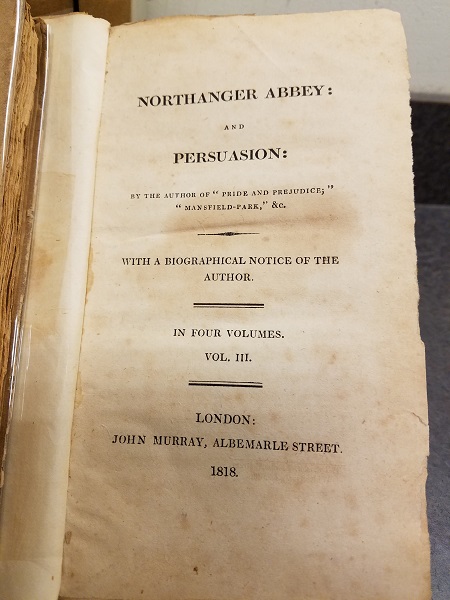 NORTHANGER ABBEY:
AND
PERSUASION:
BY THE AUTHOR OF " PRIDE AND PREJUDICE; "
" MANSFIELD-PARK," &c.
WITH A BIOGRAPHICAL NOTICE OF THE
AUTHOR.
IN FOUR VOLUMES.
VOL. III.
LONDON:
JOHN MURRAY, ALBEMARLE STREET.
1818.